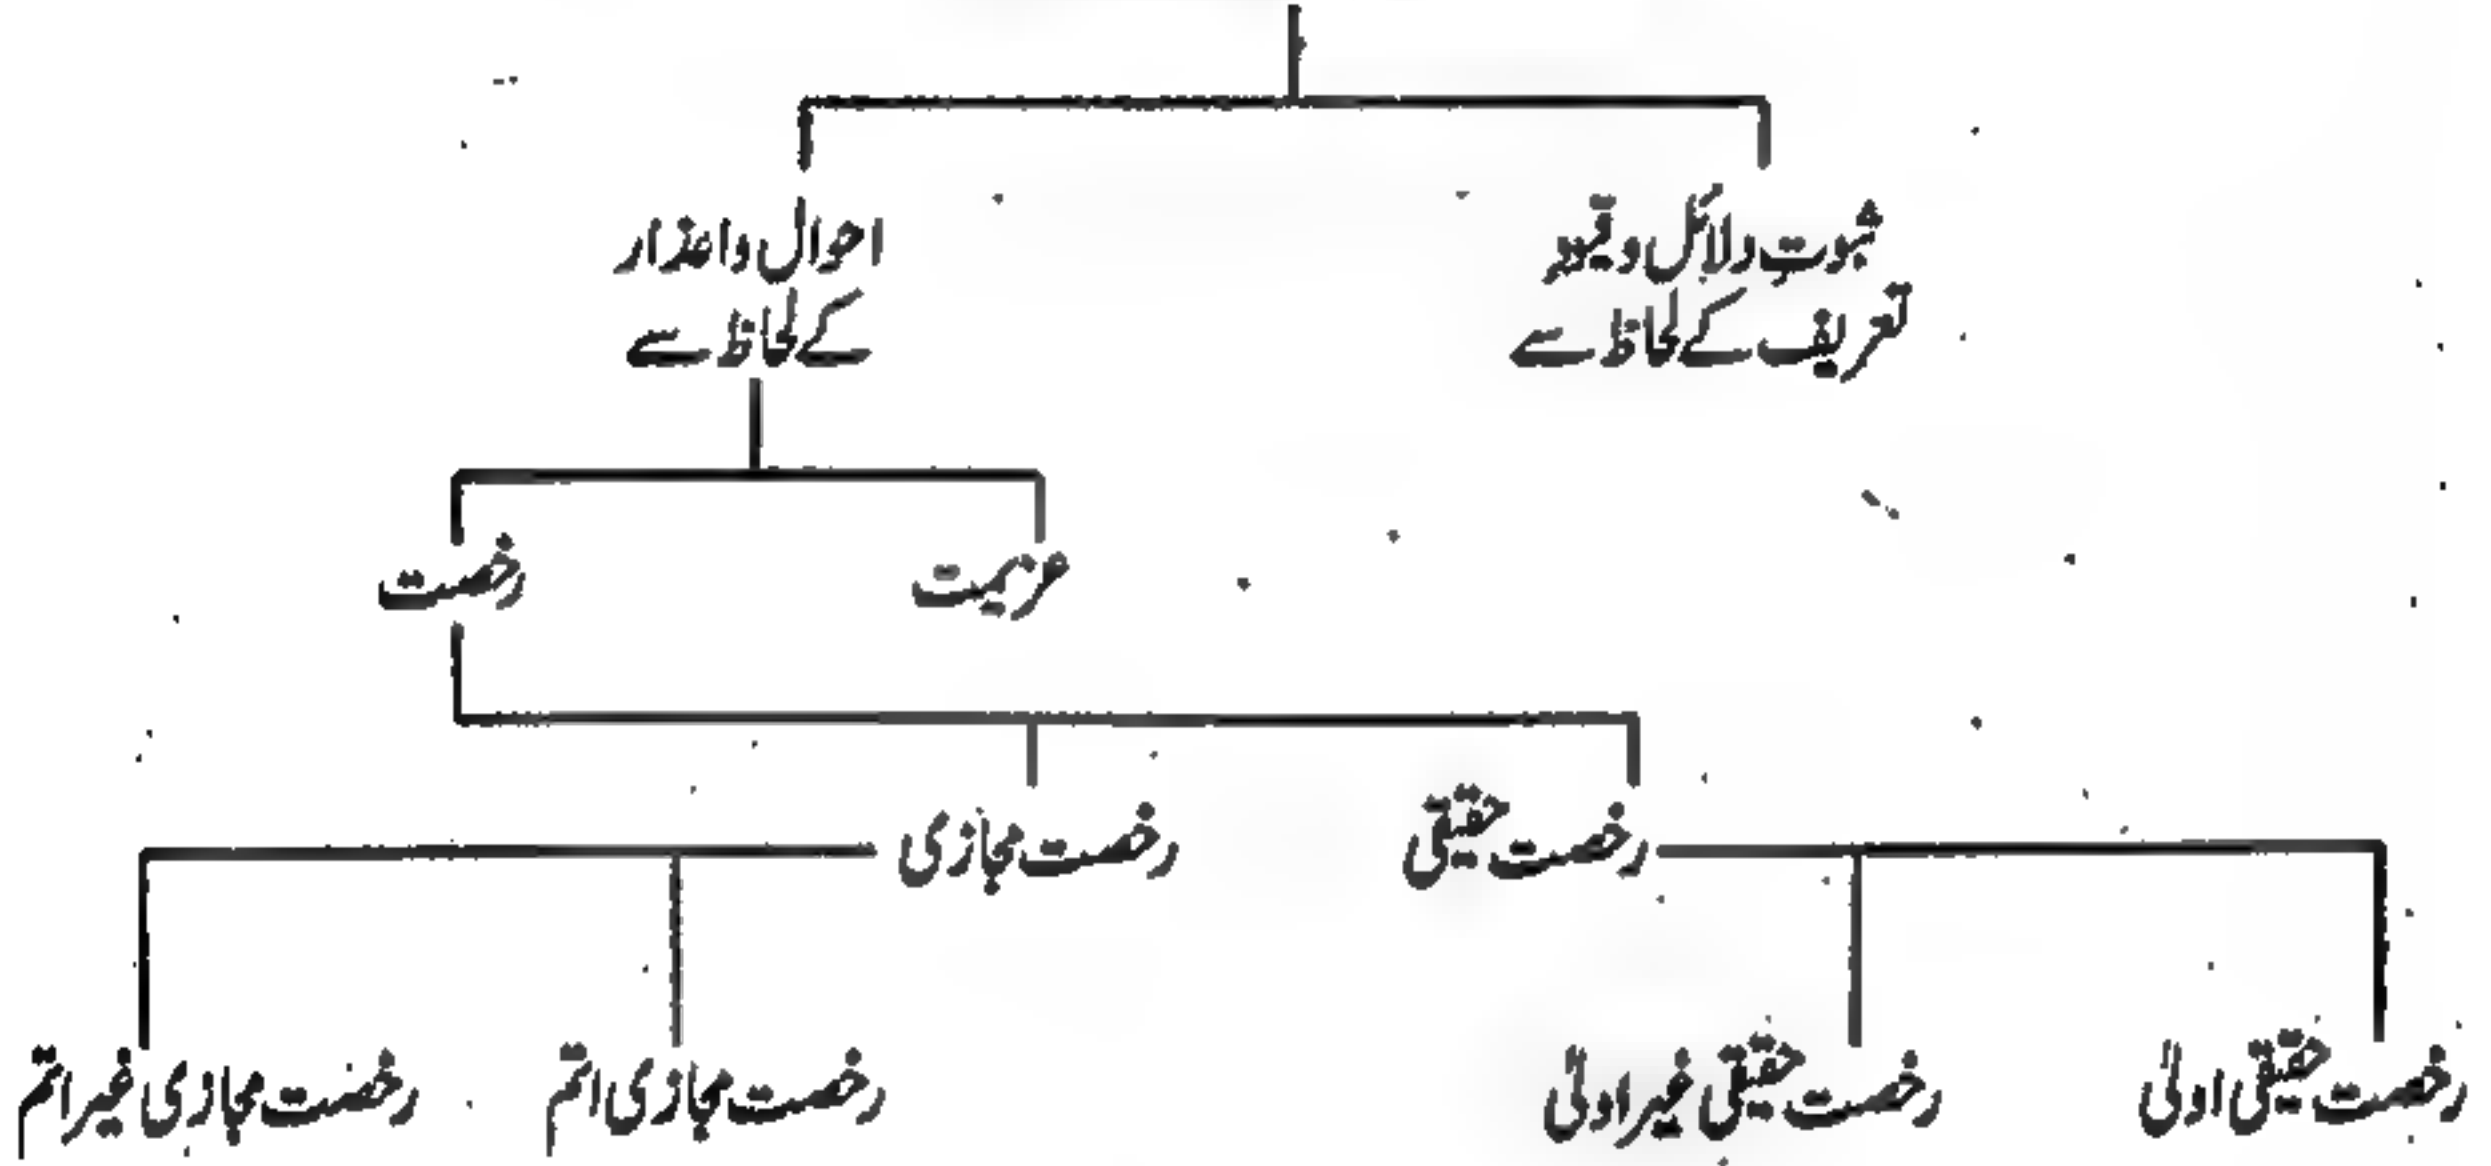 ثبوتِ دلائل و قیودِ
تعریف کے لحاظ سے
احوال و اعذار
کے لحاظ سے
عزیمت
رخصت
رخصت حقیقی
رخصت مجازی
رخصت حقیقی اولیٰ
رخصت حقیقی غیر اولیٰ
رخصت مجازی اتم
رخصت مجازی غیر اتم